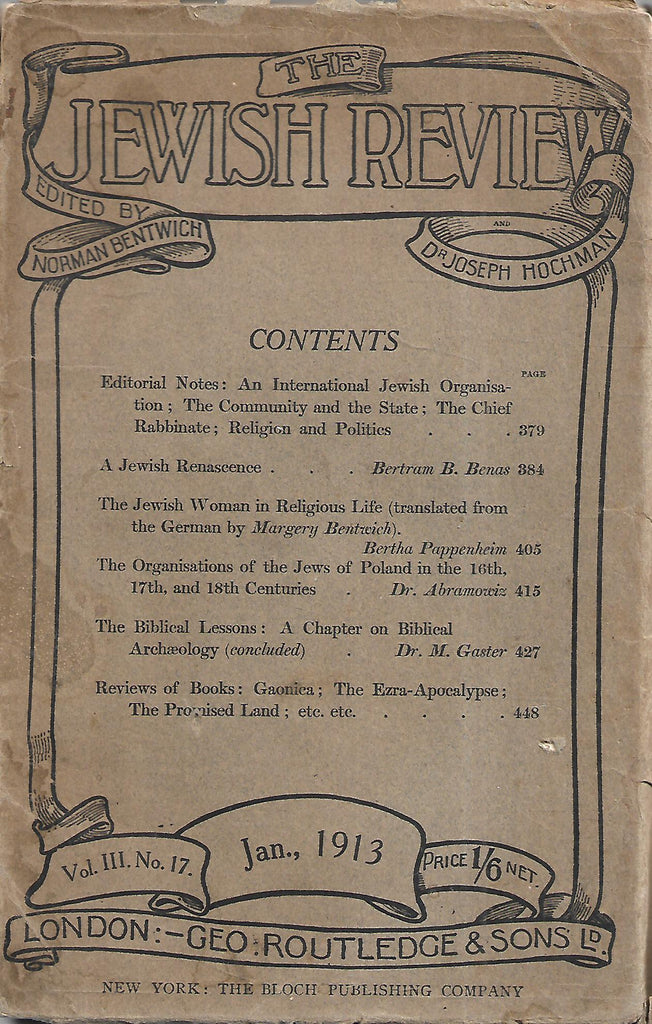 THE
JEWISH REVIEW
EDITED BY
NORMAN BENTWICH
AND
DR JOSEPH HOCHMAN
CONTENTS
PAGE
Editorial Notes: An International Jewish Organisa-
tion; The Community and the State; The Chief
Rabbinate; Religion and Politics . . . 379
A Jewish Renascence . . . Bertram B. Benas 384
The Jewish Woman in Religious Life (translated from
the German by Margery Bentwich).
Bertha Pappenheim 405
The Organisations of the Jews of Poland in the 16th,
17th, and 18th Centuries . Dr. Abramowiz 415
The Biblical Lessons: A Chapter on Biblical
Archæology (concluded) . Dr. M. Gaster 427
Reviews of Books: Gaonica; The Ezra-Apocalypse;
The Promised Land; etc. etc. . . . . 448
Vol. III. No. 17.
Jan., 1913
PRICE 1/6 NET.
LONDON:-GEO: ROUTLEDGE & SONS LD.
NEW YORK: THE BLOCH PUBLISHING COMPANY